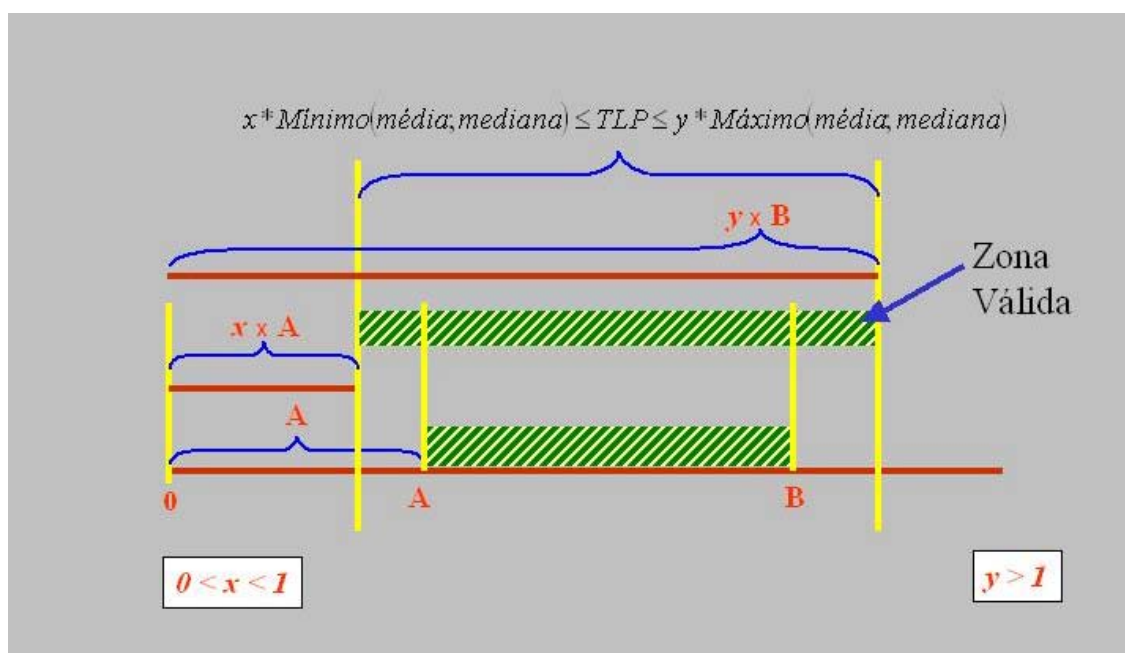 x*Mínimo(média;mediana) ≤ TLP ≤ y*Máximo(média;mediana)
y x B
Zona
Válida
x x A
A
0
A
B
0 < x < 1
y > 1